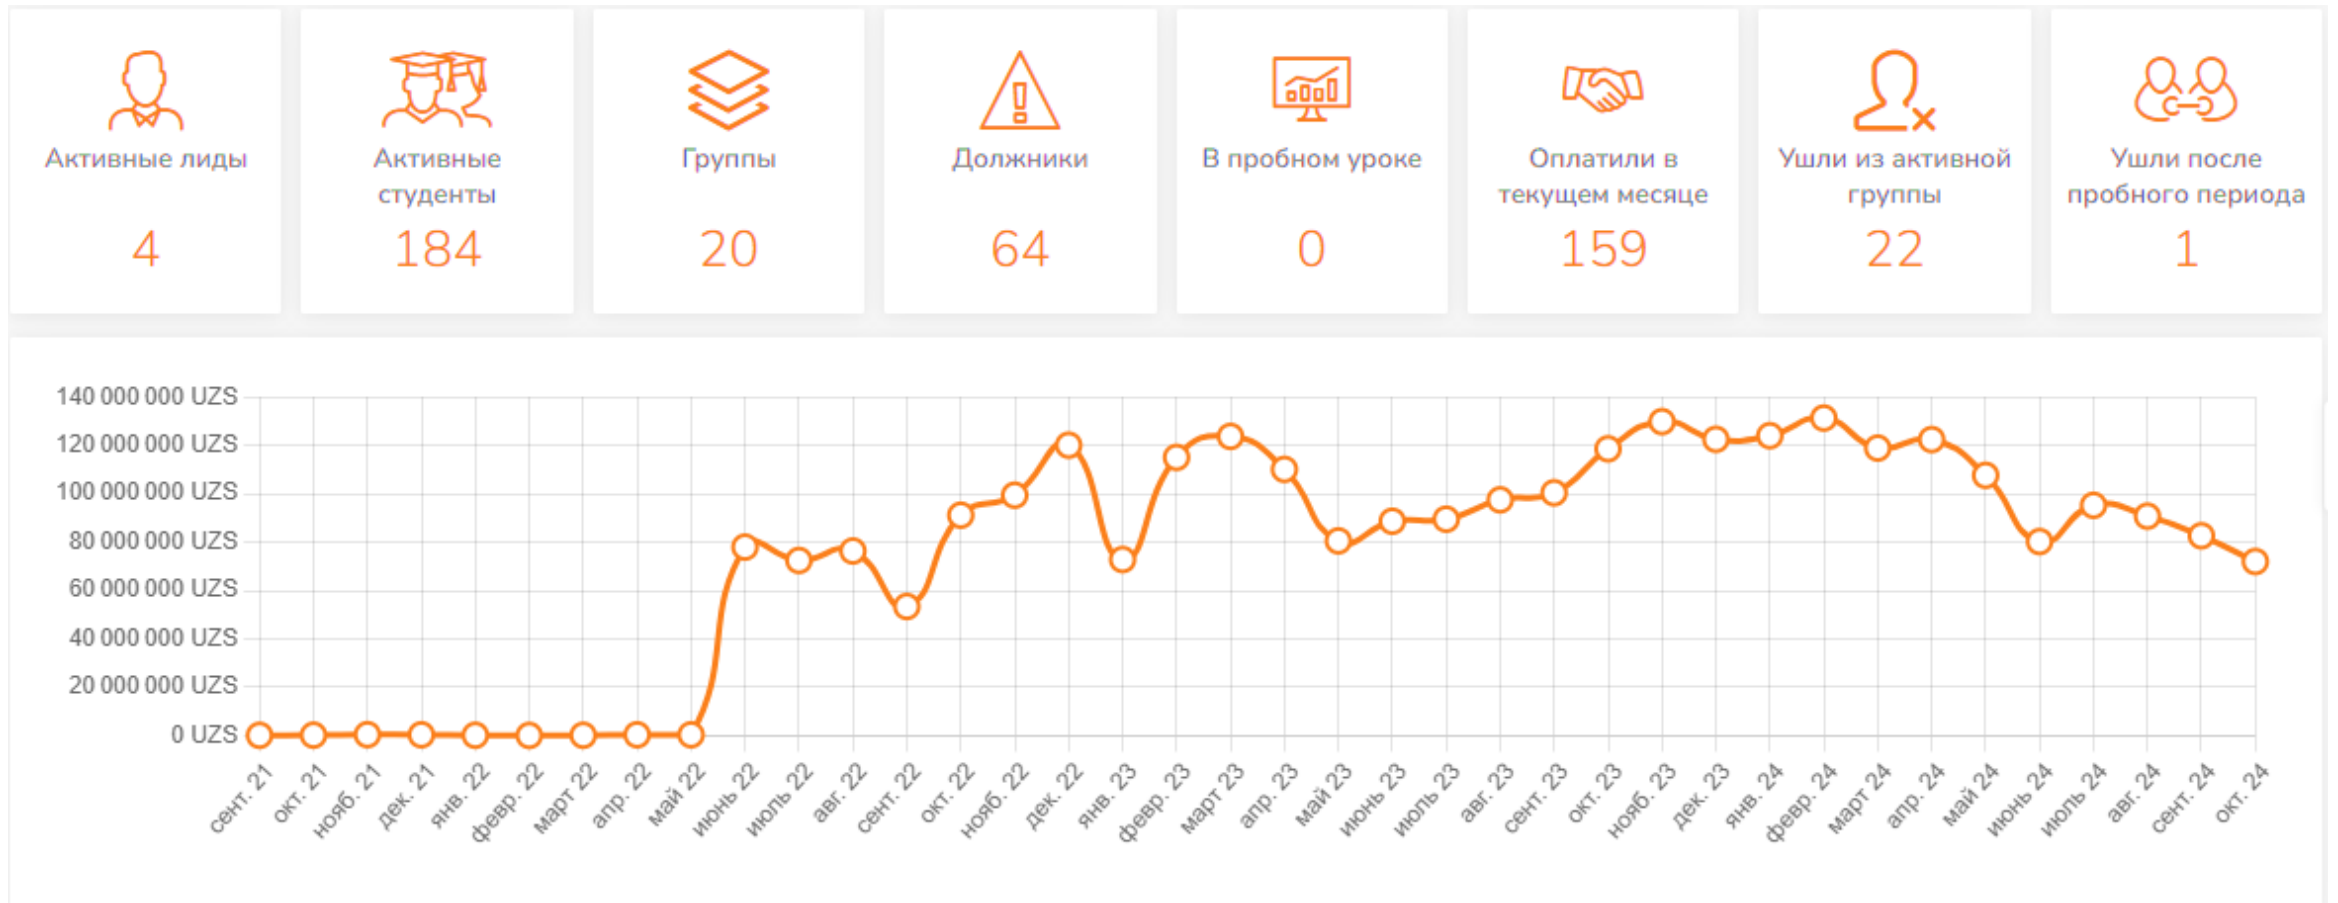 Активные лиды
4
Активные
студенты
184
Группы
20
Должники
64
В пробном уроке
0
Оплатили в
текущем месяце
159
Ушли из активной
группы
22
Ушли после
пробного периода
1
140 000 000 UZS
120 000 000 UZS
100 000 000 UZS
80 000 000 UZS
60 000 000 UZS
40 000 000 UZS
20 000 000 UZS
0 UZS
сент. 21
окт. 21
нояб. 21
дек. 21
янв. 22
февр. 22
март 22
апр. 22
май 22
июнь 22
июль 22
авг. 22
сент. 22
окт. 22
нояб. 22
дек. 22
янв. 23
февр. 23
март 23
апр. 23
май 23
июнь 23
июль 23
авг. 23
сент. 23
окт. 23
нояб. 23
дек. 23
янв. 24
февр. 24
март 24
апр. 24
май 24
июнь 24
июль 24
авг. 24
сент. 24
окт. 24